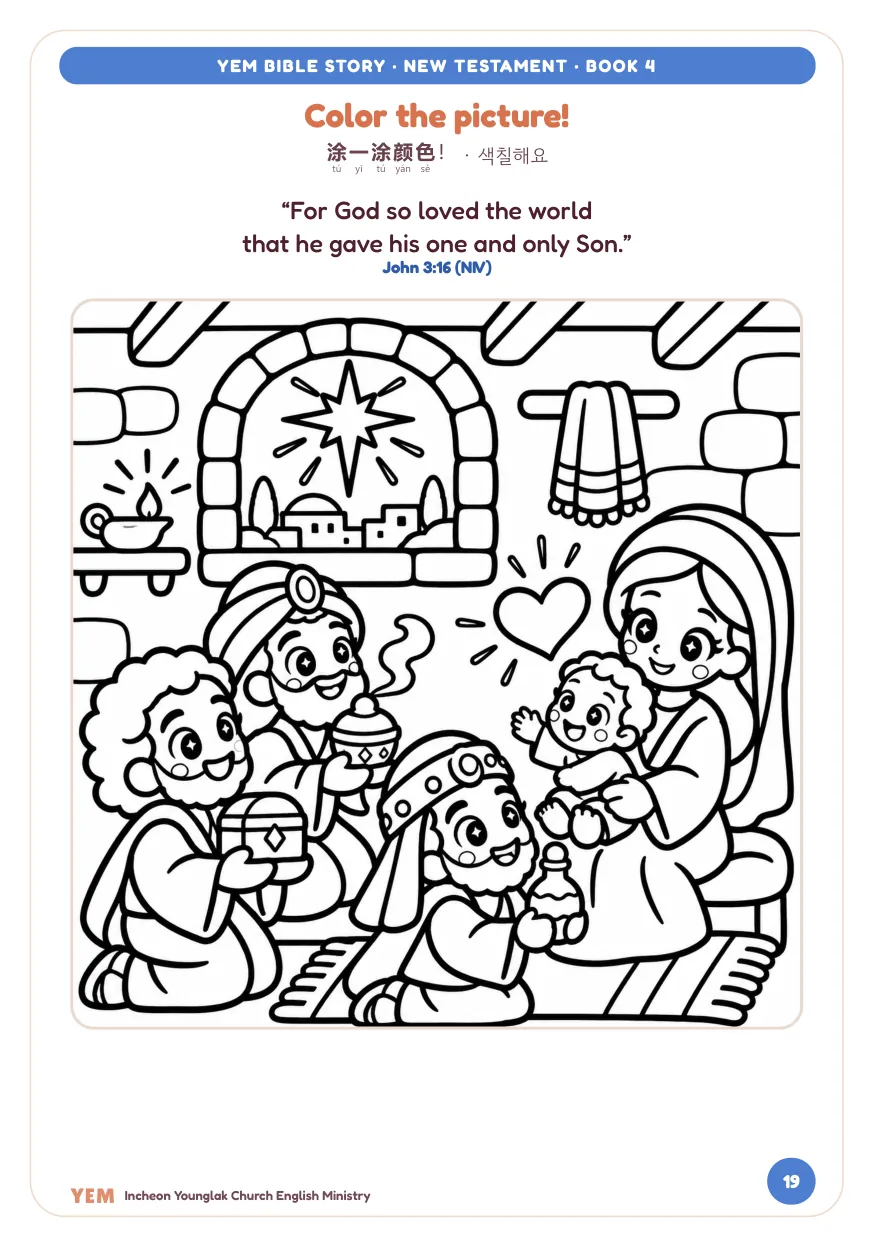 YEM BIBLE STORY · NEW TESTAMENT · BOOK 4
Color the picture!
涂一涂颜色! · 색칠해요
tú yī tú yán sè
“For God so loved the world
that he gave his one and only Son.”
John 3:16 (NIV)
YEM Incheon Younglak Church English Ministry
19